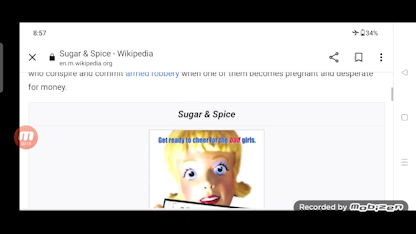 8:57
34%
Sugar & Spice - Wikipedia
en.m.wikipedia.org
who conspire and commit armed robbery when one of them becomes pregnant and desperate
for money.
Sugar & Spice
Get ready to cheer for the bad girls.
Recorded by Mobizen